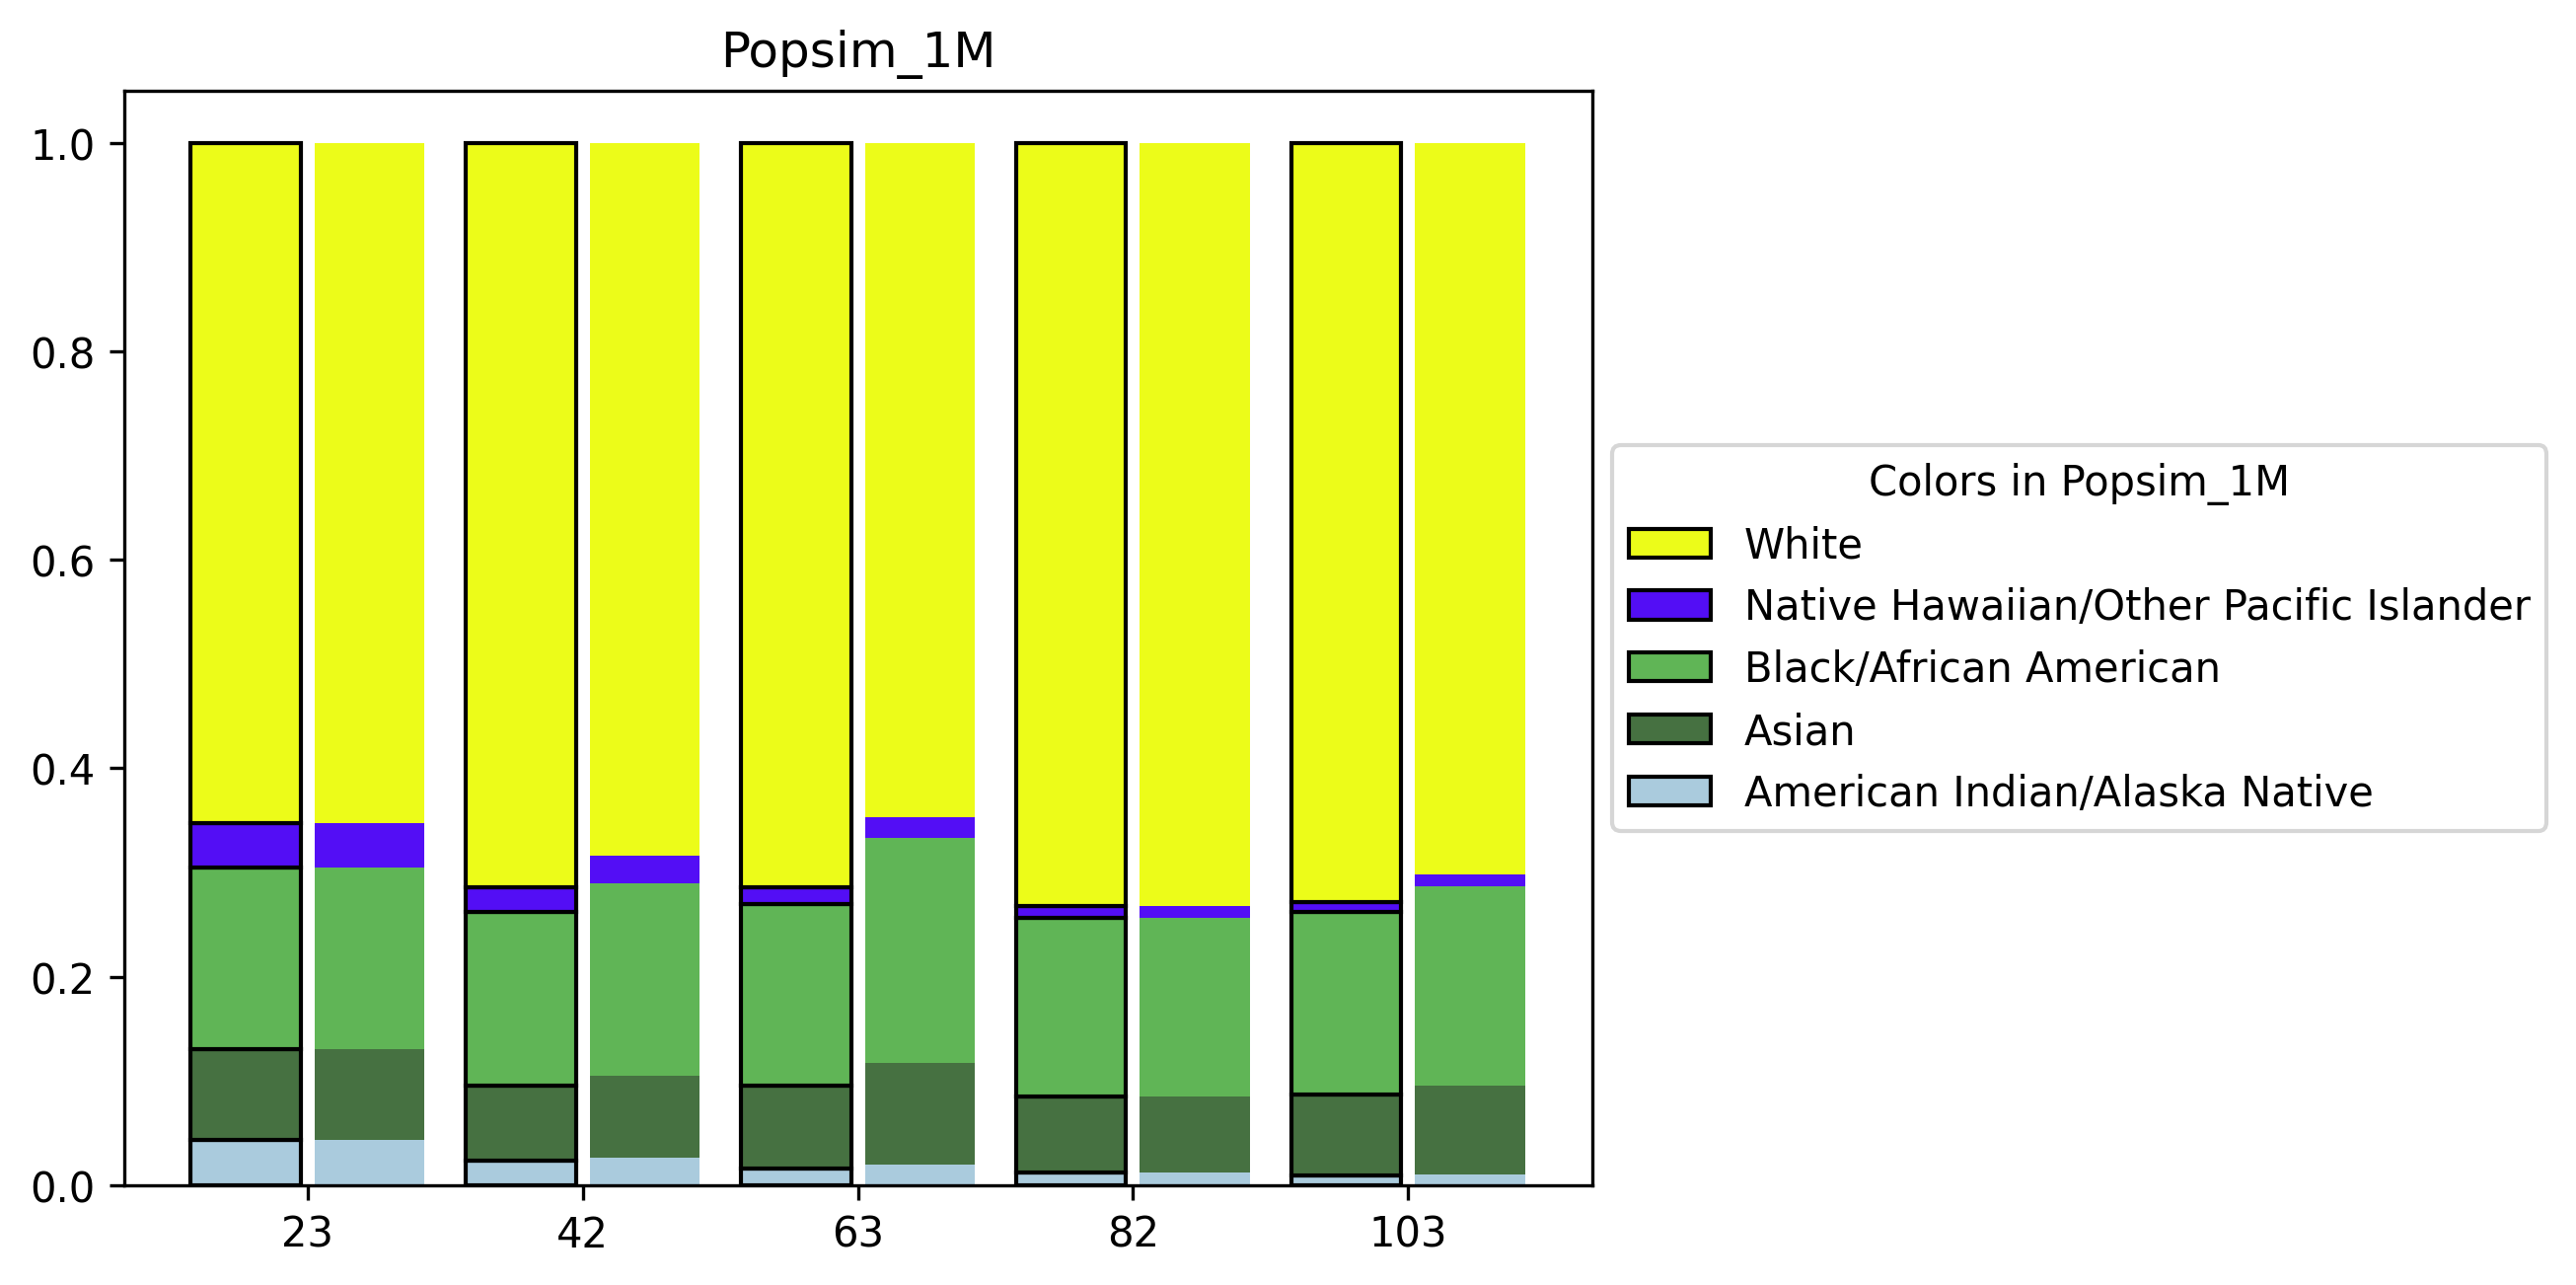 Popsim_1M
1.0
0.8
0.6
0.4
0.2
0.0
23 42 63 82 103
Colors in Popsim_1M
White
Native Hawaiian/Other Pacific Islander
Black/African American
Asian
American Indian/Alaska Native